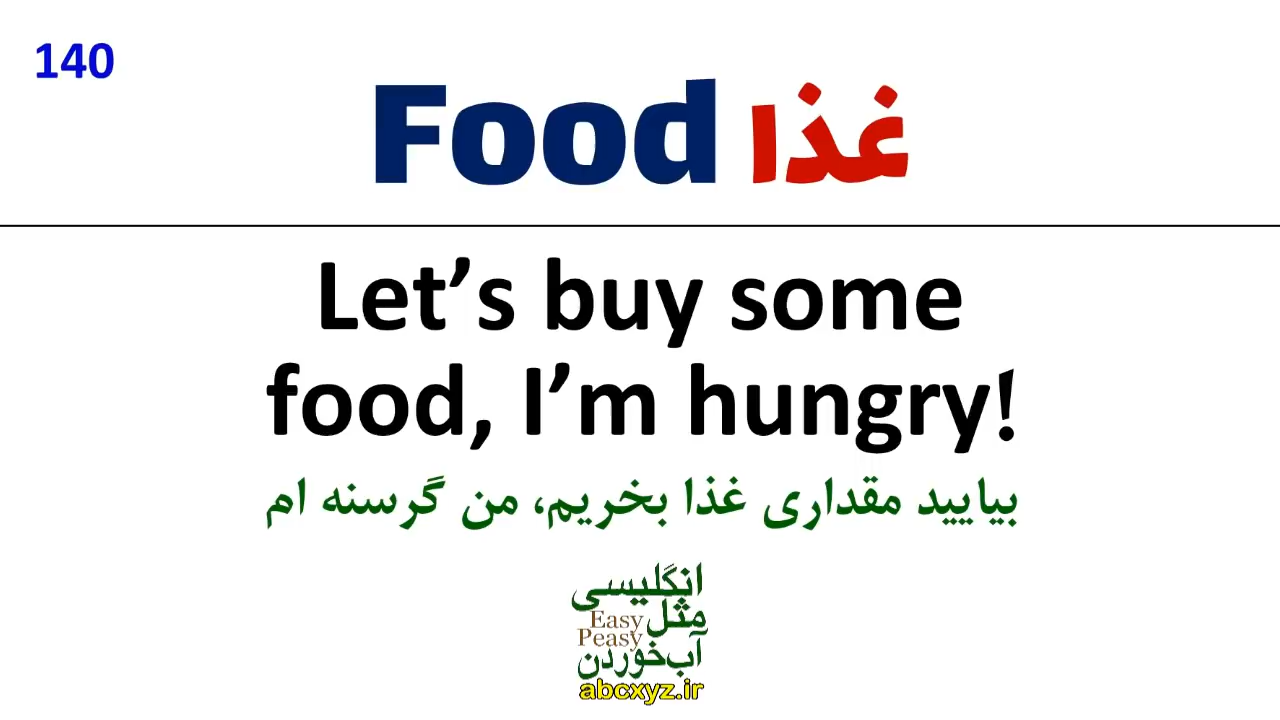 140
Food غذا
Let’s buy some
food, I’m hungry!
بیایید مقداری غذا بخریم، من گرسنه ام
انگلیسی
Easy مثل
Peasy
آب‌خوردن
abcxyz.ir